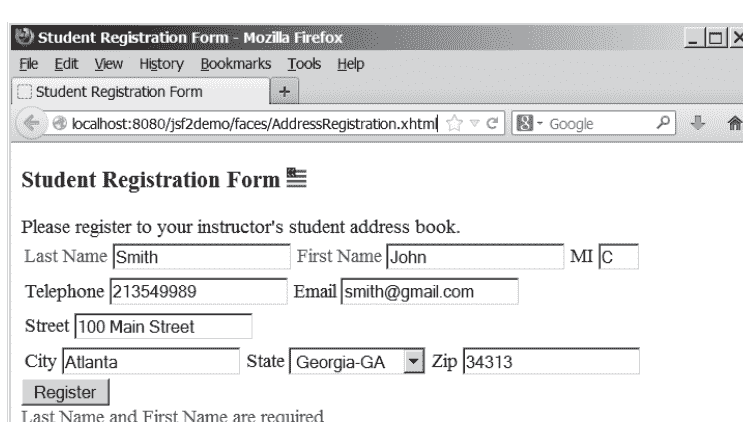 Student Registration Form - Mozilla Firefox
File Edit View History Bookmarks Tools Help
Student Registration Form +
localhost:8080/jsf2demo/faces/AddressRegistration.xhtml 8 Google
Student Registration Form
Please register to your instructor's student address book.
Last Name Smith First Name John MI C
Telephone 213549989 Email smith@gmail.com
Street 100 Main Street
City Atlanta State Georgia-GA Zip 34313
Register
Last Name and First Name are required